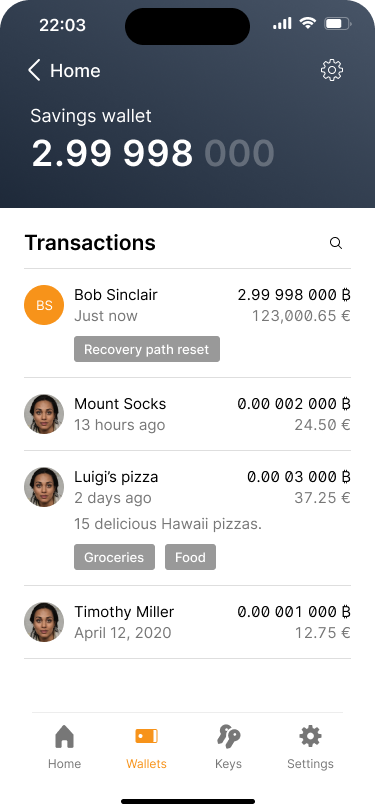 22:03
Home
Savings wallet
2.99 998 000
Transactions
BS
Bob Sinclair 2.99 998 000 ₿
Just now 123,000.65 €
Recovery path reset
Mount Socks 0.00 002 000 ₿
13 hours ago 24.50 €
Luigi’s pizza 0.00 03 000 ₿
2 days ago 37.25 €
15 delicious Hawaii pizzas.
Groceries Food
Timothy Miller 0.00 001 000 ₿
April 12, 2020 12.75 €
Home Wallets Keys Settings